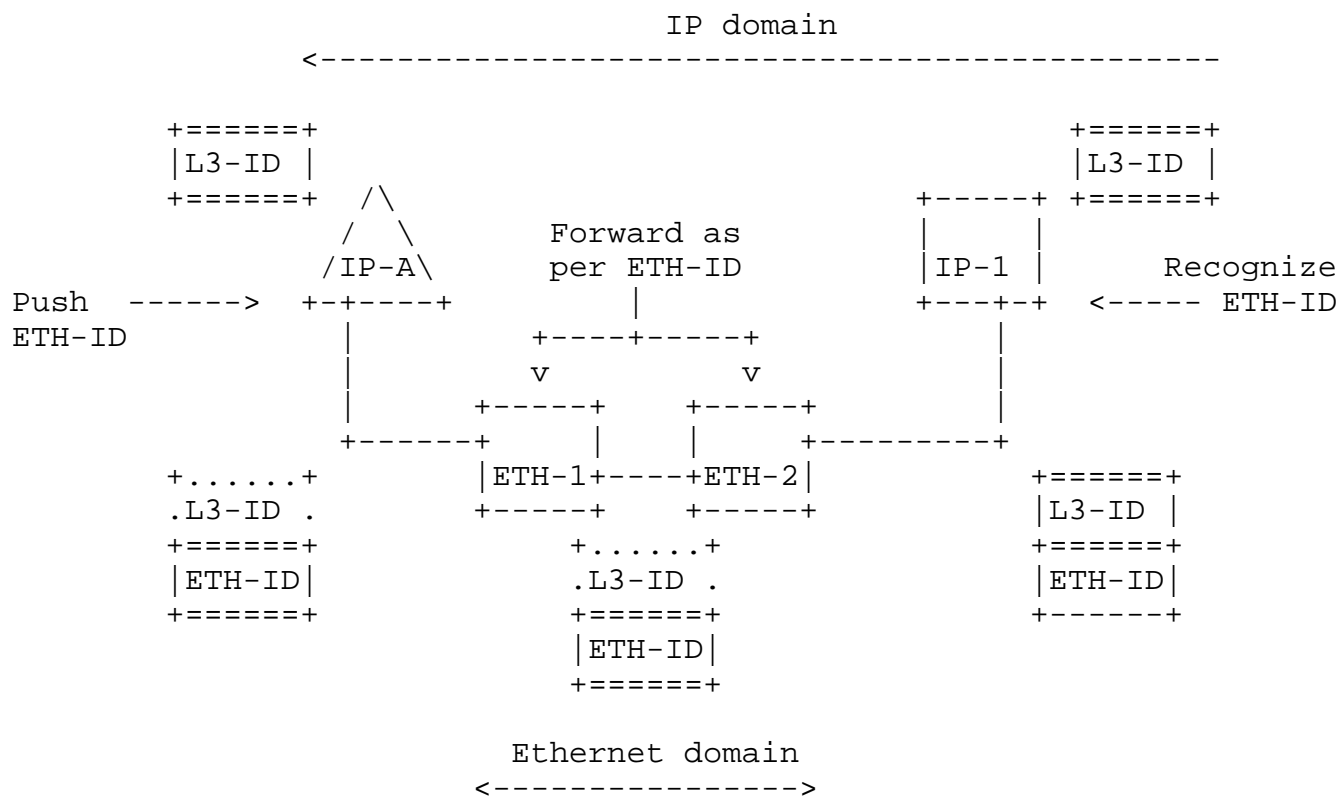 IP domain
<----------------------------------------------
+======+                                       +======+
|L3-ID |                                       |L3-ID |
+======+    /\                         +-----+ +======+
/  \      Forward as           |     |
/IP-A\     per ETH-ID          |IP-1 |      Recognize
Push  ------>  +-+----+         |              +---+-+  <----- ETH-ID
ETH-ID           |         +----+-----+            |
|         v          v            |
|      +-----+    +-----+         |
+------+     |    |     +---------+
+......+        |ETH-1+----+ETH-2|           +======+
.L3-ID .        +-----+    +-----+           |L3-ID |
+======+             +......+                +======+
|ETH-ID|             .L3-ID .                |ETH-ID|
+======+             +======+                +------+
|ETH-ID|
+======+
Ethernet domain
<---------------->